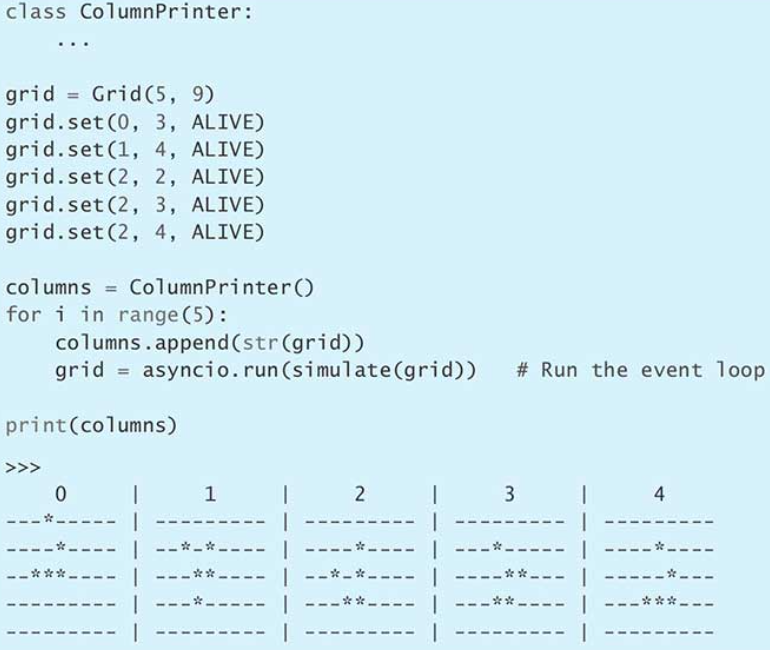 class ColumnPrinter:
    ...

grid = Grid(5, 9)
grid.set(0, 3, ALIVE)
grid.set(1, 4, ALIVE)
grid.set(2, 2, ALIVE)
grid.set(2, 3, ALIVE)
grid.set(2, 4, ALIVE)

columns = ColumnPrinter()
for i in range(5):
    columns.append(str(grid))
    grid = asyncio.run(simulate(grid))   # Run the event loop

print(columns)

>>>
    0     |     1     |     2     |     3     |     4
---*----- | --------- | --------- | --------- | ---------
----*---- | --*-*---- | ----*---- | ---*----- | ----*----
--***---- | ---**---- | --*-*---- | ----**--- | -----*---
--------- | ---*----- | ---**---- | ---**---- | ---***---
--------- | --------- | --------- | --------- | ---------